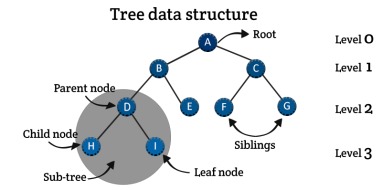 Tree data structure
A
Root
Level 0
B
C
Level 1
Parent node
D
E
F
G
Level 2
Child node
H
I
Siblings
Level 3
Sub-tree
Leaf node